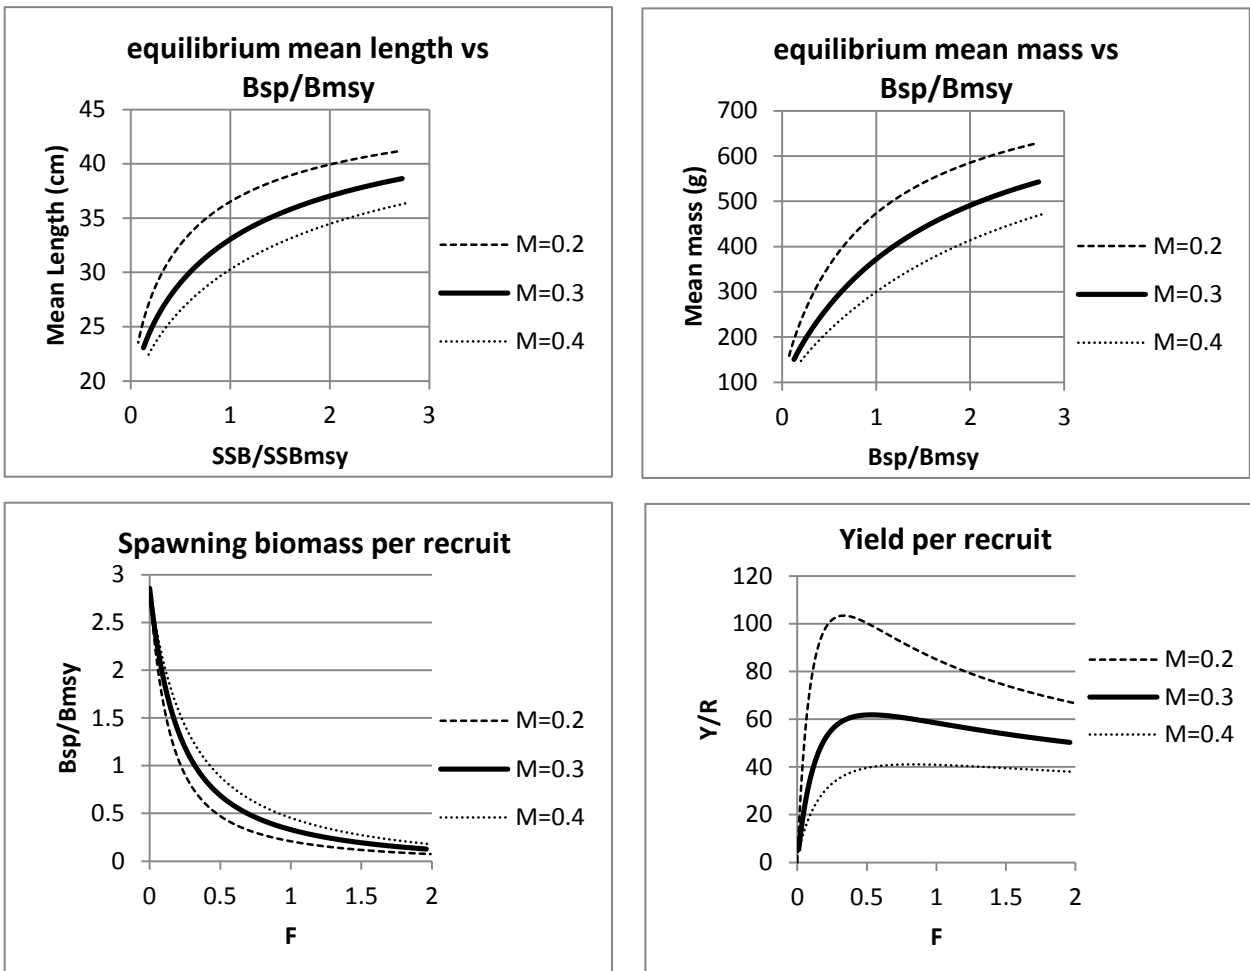 equilibrium mean length vs
Bsp/Bmsy
45
40
35
30
25
20
0 1 2 3
Mean Length (cm)
SSB/SSBmsy
M=0.2
M=0.3
M=0.4
equilibrium mean mass vs
Bsp/Bmsy
700
600
500
400
300
200
100
0 1 2 3
Mean mass (g)
Bsp/Bmsy
M=0.2
M=0.3
M=0.4
Spawning biomass per recruit
3
2.5
2
1.5
1
0.5
0
0 0.5 1 1.5 2
Bsp/Bmsy
F
M=0.2
M=0.3
M=0.4
Yield per recruit
120
100
80
60
40
20
0
0 0.5 1 1.5 2
Y/R
F
M=0.2
M=0.3
M=0.4